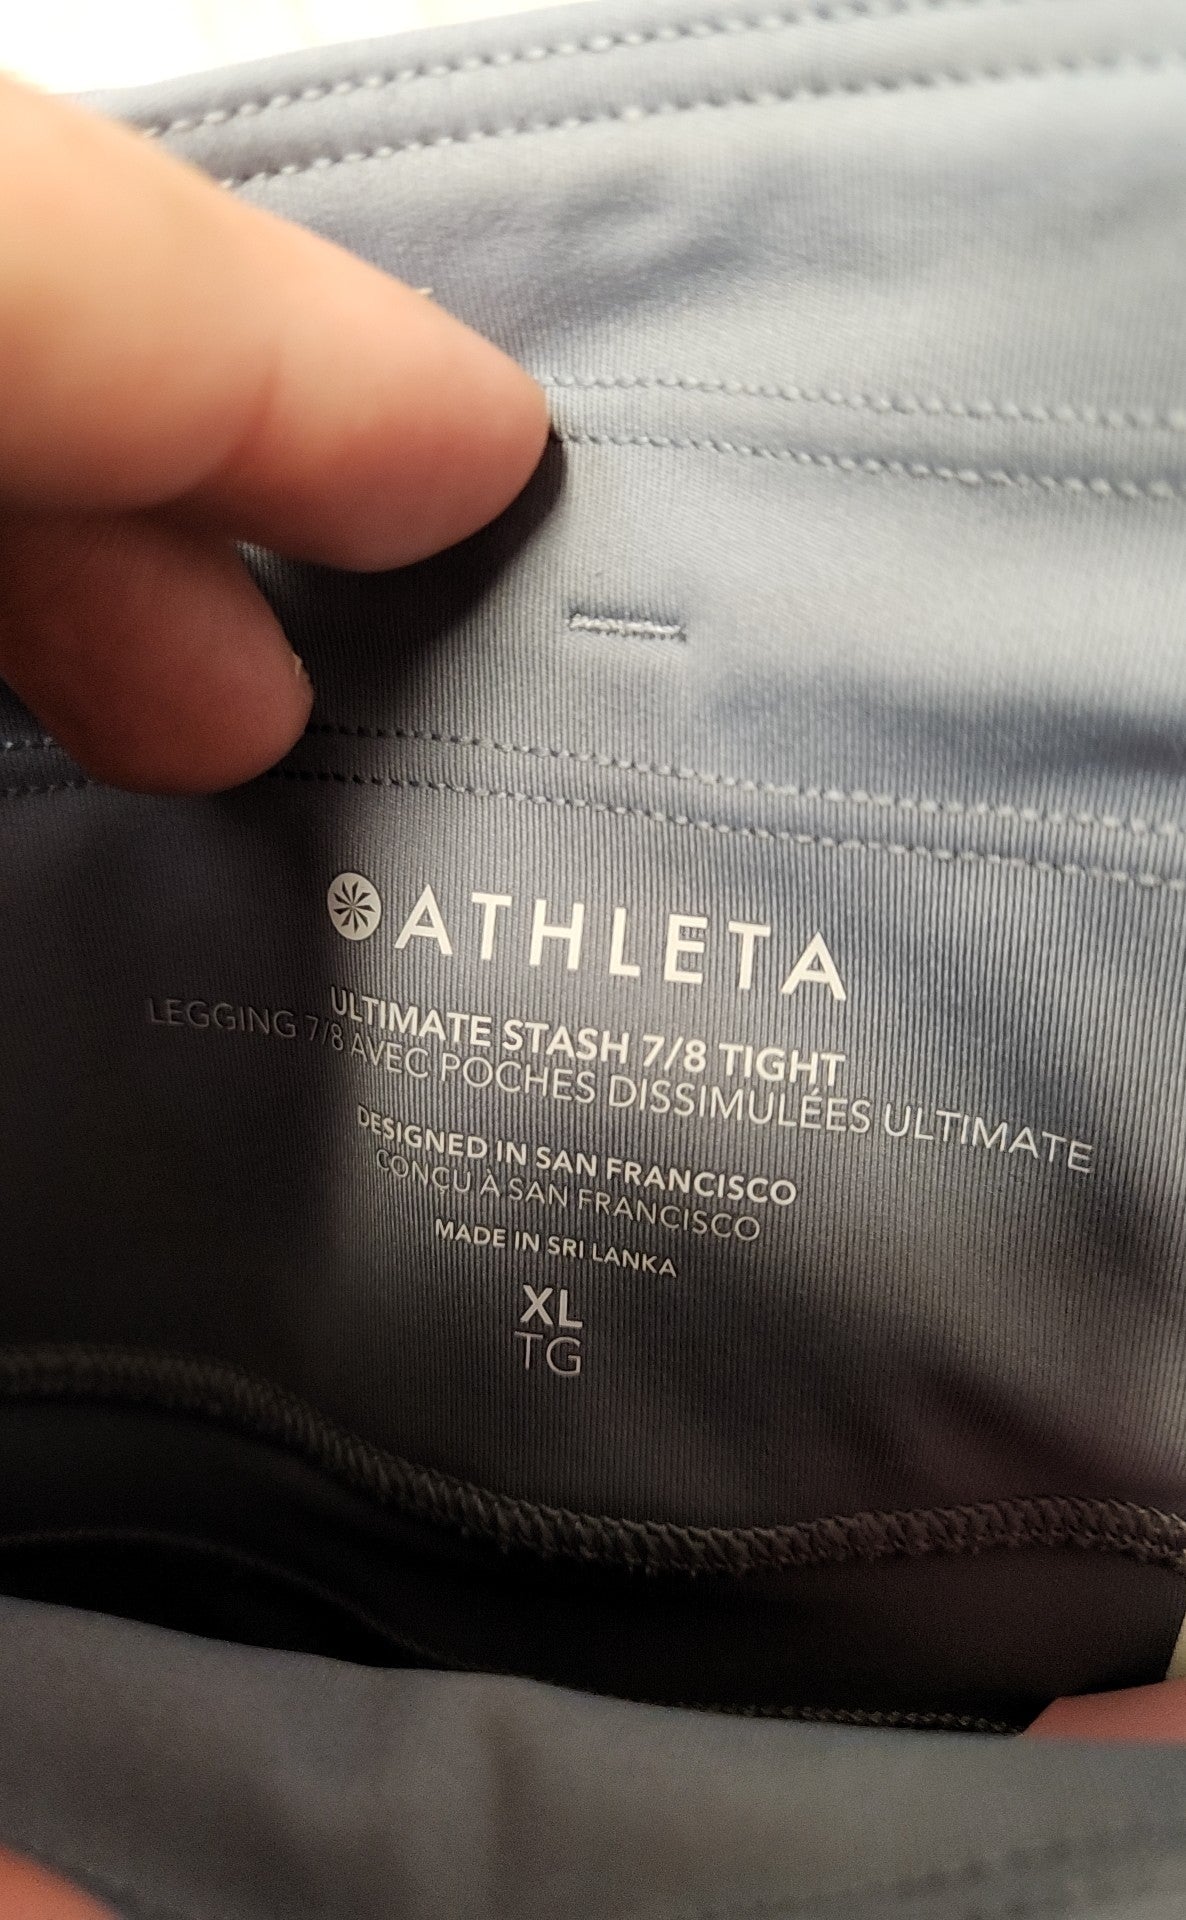 ATHLETA
ULTIMATE STASH 7/8 TIGHT
LEGGING 7/8 AVEC POCHES DISSIMULÉES ULTIMATE
DESIGNED IN SAN FRANCISCO
CONÇU À SAN FRANCISCO
MADE IN SRI LANKA
XL
TG